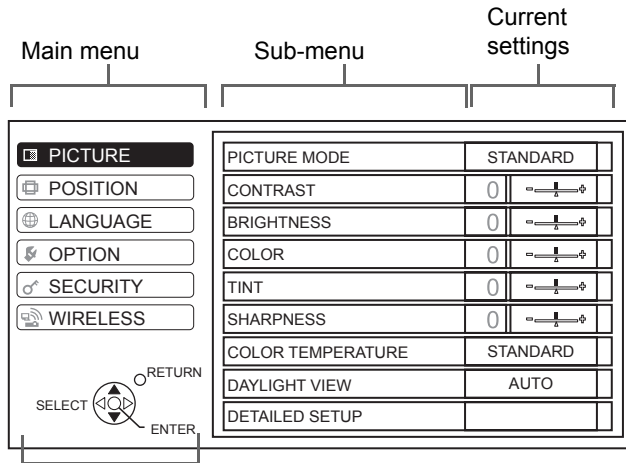 Main menu
Sub-menu
Current
settings
PICTURE
POSITION
LANGUAGE
OPTION
SECURITY
WIRELESS
RETURN
SELECT
ENTER
PICTURE MODE STANDARD
CONTRAST 0 - +
BRIGHTNESS 0 - +
COLOR 0 - +
TINT 0 - +
SHARPNESS 0 - +
COLOR TEMPERATURE STANDARD
DAYLIGHT VIEW AUTO
DETAILED SETUP